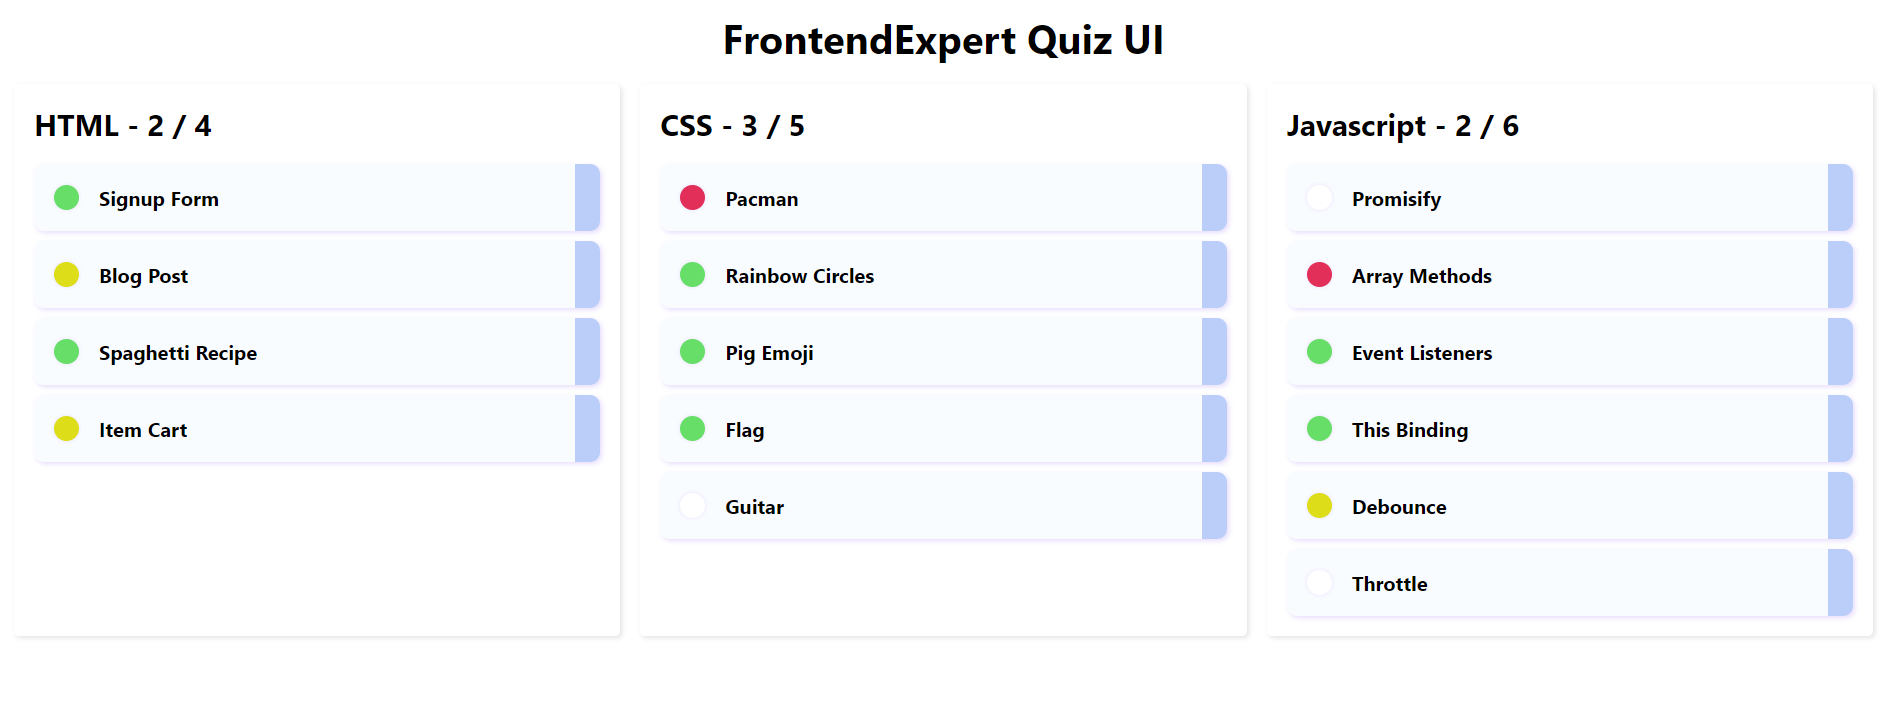 FrontendExpert Quiz UI
HTML - 2 / 4
Signup Form
Blog Post
Spaghetti Recipe
Item Cart
CSS - 3 / 5
Pacman
Rainbow Circles
Pig Emoji
Flag
Guitar
Javascript - 2 / 6
Promisify
Array Methods
Event Listeners
This Binding
Debounce
Throttle